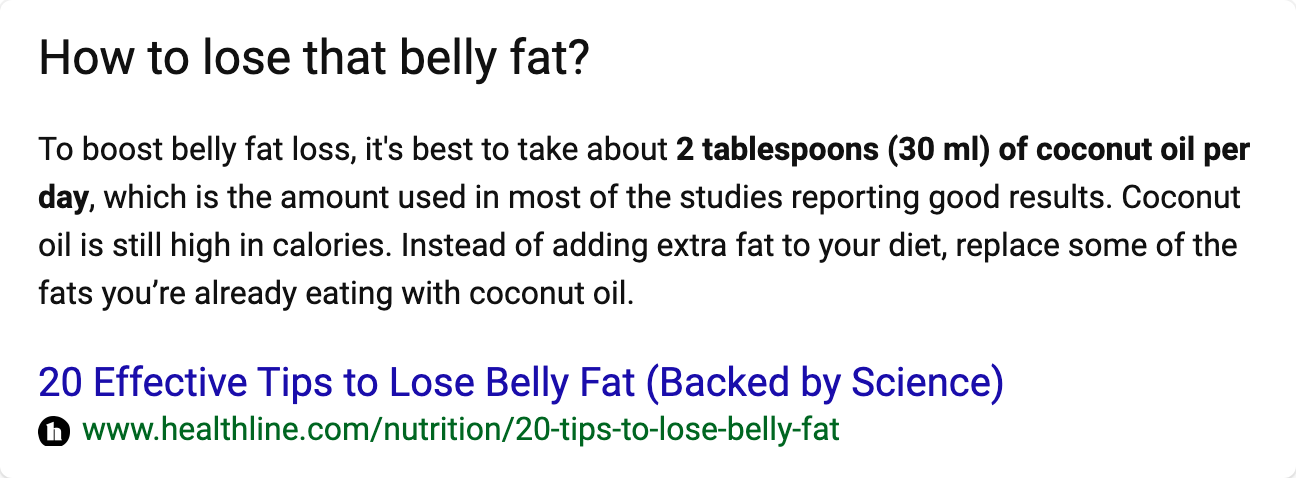 How to lose that belly fat?
To boost belly fat loss, it's best to take about 2 tablespoons (30 ml) of coconut oil per
day, which is the amount used in most of the studies reporting good results. Coconut
oil is still high in calories. Instead of adding extra fat to your diet, replace some of the
fats you’re already eating with coconut oil.
20 Effective Tips to Lose Belly Fat (Backed by Science)
h www.healthline.com/nutrition/20-tips-to-lose-belly-fat